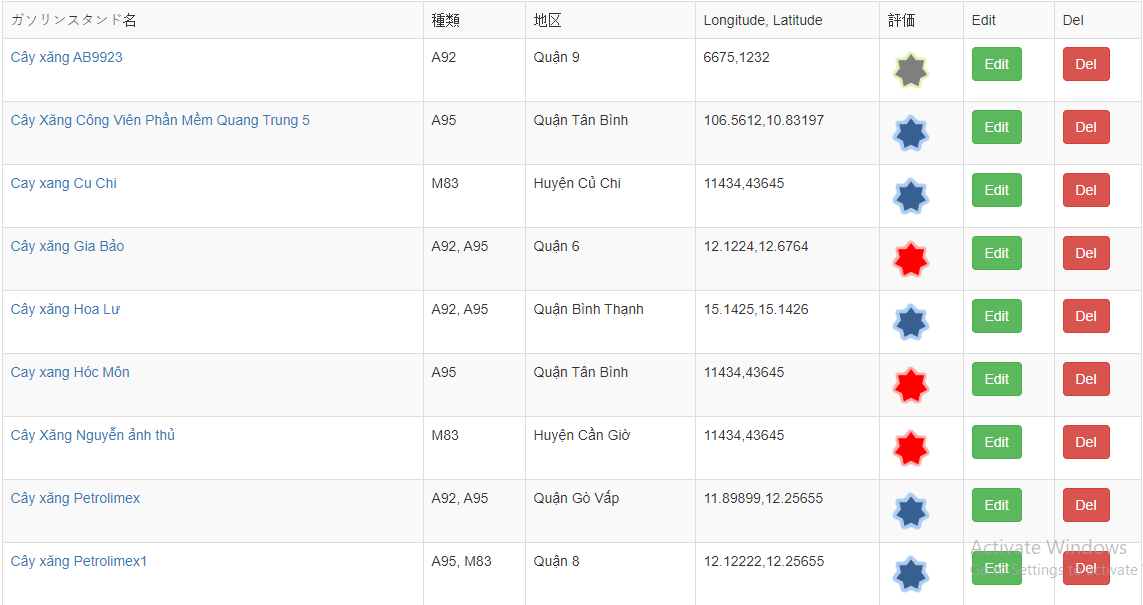 ガソリンスタンド名 種類 地区 Longitude, Latitude 評価 Edit Del
Cây xăng AB9923 A92 Quận 9 6675,1232 Edit Del
Cây Xăng Công Viên Phần Mềm Quang Trung 5 A95 Quận Tân Bình 106.5612,10.83197 Edit Del
Cay xang Cu Chi M83 Huyện Củ Chi 11434,43645 Edit Del
Cây xăng Gia Bảo A92, A95 Quận 6 12.1224,12.6764 Edit Del
Cây xăng Hoa Lư A92, A95 Quận Bình Thạnh 15.1425,15.1426 Edit Del
Cay xang Hóc Môn A95 Quận Tân Bình 11434,43645 Edit Del
Cây Xăng Nguyễn ảnh thủ M83 Huyện Cần Giờ 11434,43645 Edit Del
Cây xăng Petrolimex A92, A95 Quận Gò Vấp 11.89899,12.25655 Edit Del
Activate Windows
Cây xăng Petrolimex1 A95, M83 Quận 8 12.12222,12.25655 Edit Del
Go to Settings to activate